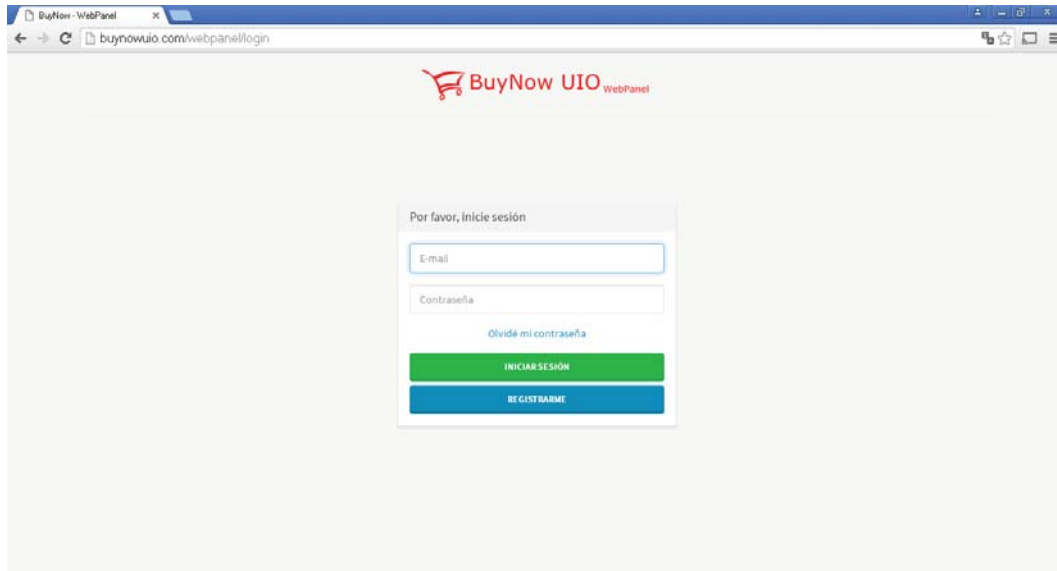 BuyNow - WebPanel
buynowuio.com/webpanel/login
BuyNow UIO WebPanel
Por favor, inicie sesión
E-mail
Contraseña
Olvidé mi contraseña
INICIAR SESIÓN
REGISTRARME